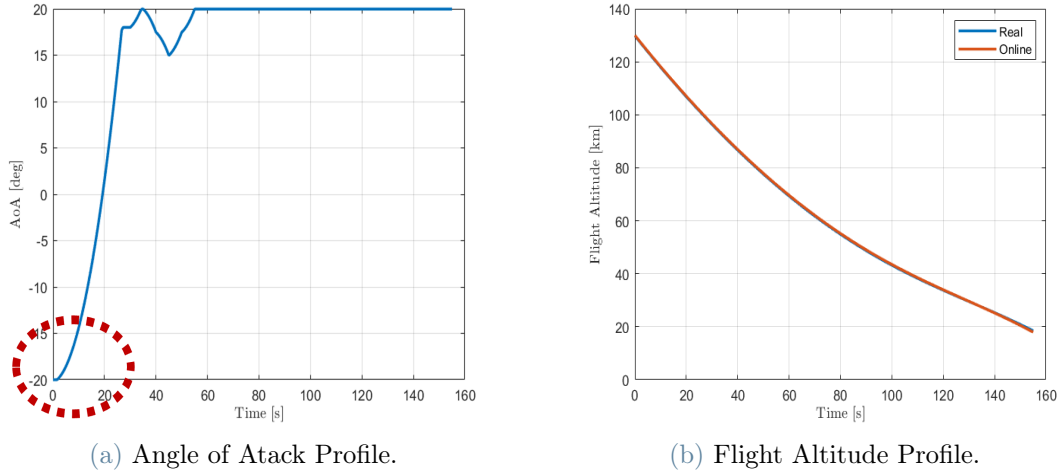 20
15
10
5
0
-5
-10
-15
-20
AoA [deg]
0 20 40 60 80 100 120 140 160
Time [s]
(a) Angle of Atack Profile.
140
120
100
80
60
40
20
0
Flight Altitude [km]
Real
Online
0 20 40 60 80 100 120 140 160
Time [s]
(b) Flight Altitude Profile.